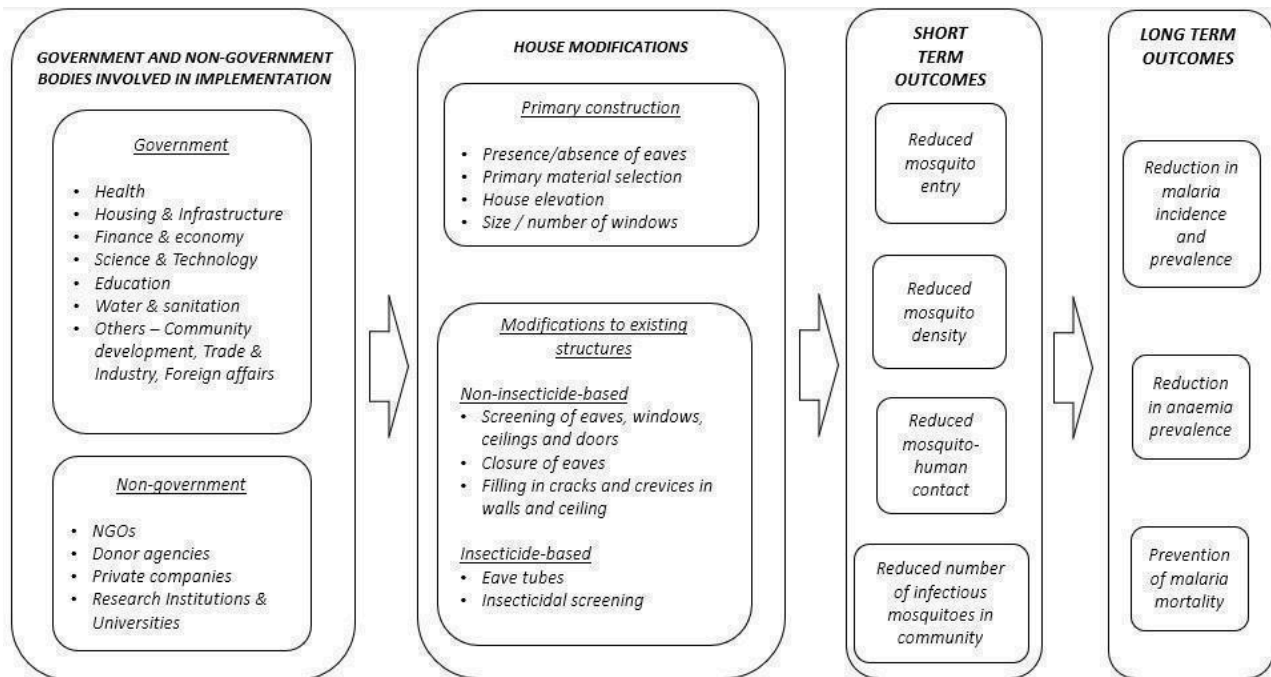 GOVERNMENT AND NON-GOVERNMENT
BODIES INVOLVED IN IMPLEMENTATION
Government
• Health
• Housing & Infrastructure
• Finance & economy
• Science & Technology
• Education
• Water & sanitation
• Others – Community
development, Trade &
Industry, Foreign affairs
Non-government
• NGOs
• Donor agencies
• Private companies
• Research Institutions &
Universities
HOUSE MODIFICATIONS
Primary construction
• Presence/absence of eaves
• Primary material selection
• House elevation
• Size / number of windows
Modifications to existing
structures
Non-insecticide-based
• Screening of eaves, windows,
ceilings and doors
• Closure of eaves
• Filling in cracks and crevices in
walls and ceiling
Insecticide-based
• Eave tubes
• Insecticidal screening
SHORT
TERM
OUTCOMES
Reduced
mosquito
entry
Reduced
mosquito
density
Reduced
mosquito-
human
contact
Reduced number
of infectious
mosquitoes in
community
LONG TERM
OUTCOMES
Reduction in
malaria
incidence
and
prevalence
Reduction
in anaemia
prevalence
Prevention
of malaria
mortality